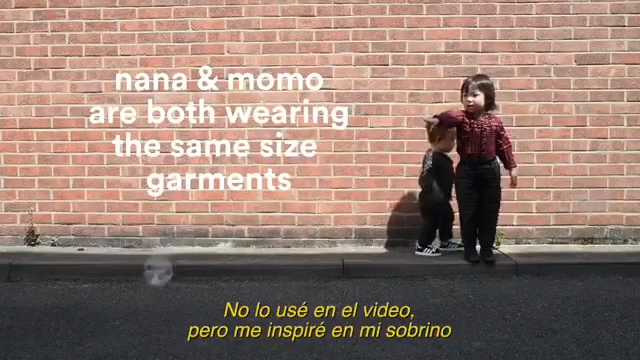 nana & momo
are both wearing
the same size
garments
No lo usé en el video,
pero me inspiré en mi sobrino